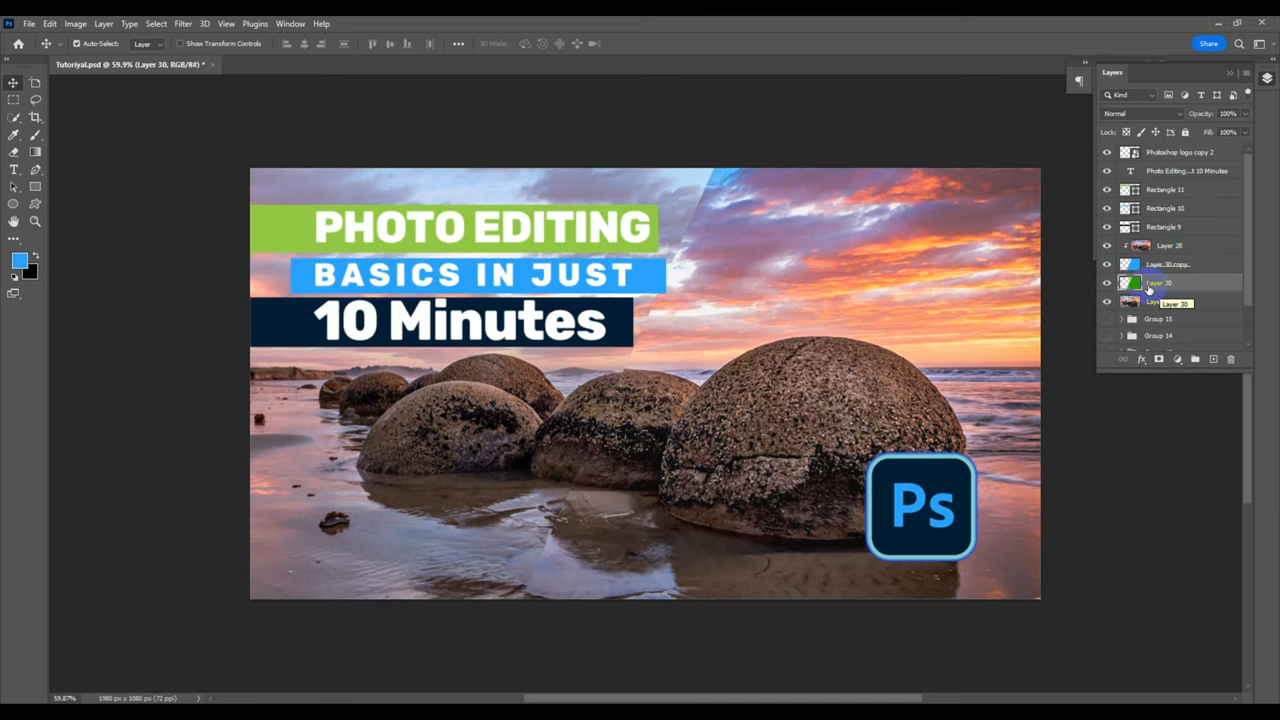 Ps File Edit Image Layer Type Select Filter 3D View Plugins Window Help
Auto-Select: Layer Show Transform Controls 3D Mode: Share
Tutoriyal.psd @ 59.9% (Layer 30, RGB/8#) *
Layers
Kind
Normal Opacity: 100%
Lock: Fill: 100%
Photoshop logo copy 2
Photo Editing...t 10 Minutes
Rectangle 11
Rectangle 10
Rectangle 9
Layer 28
Layer 30 copy
Layer 30
Layer 30
Group 15
Group 14
PHOTO EDITING
BASICS IN JUST
10 Minutes
Ps
59.87% 1980 px x 1080 px (72 ppi)